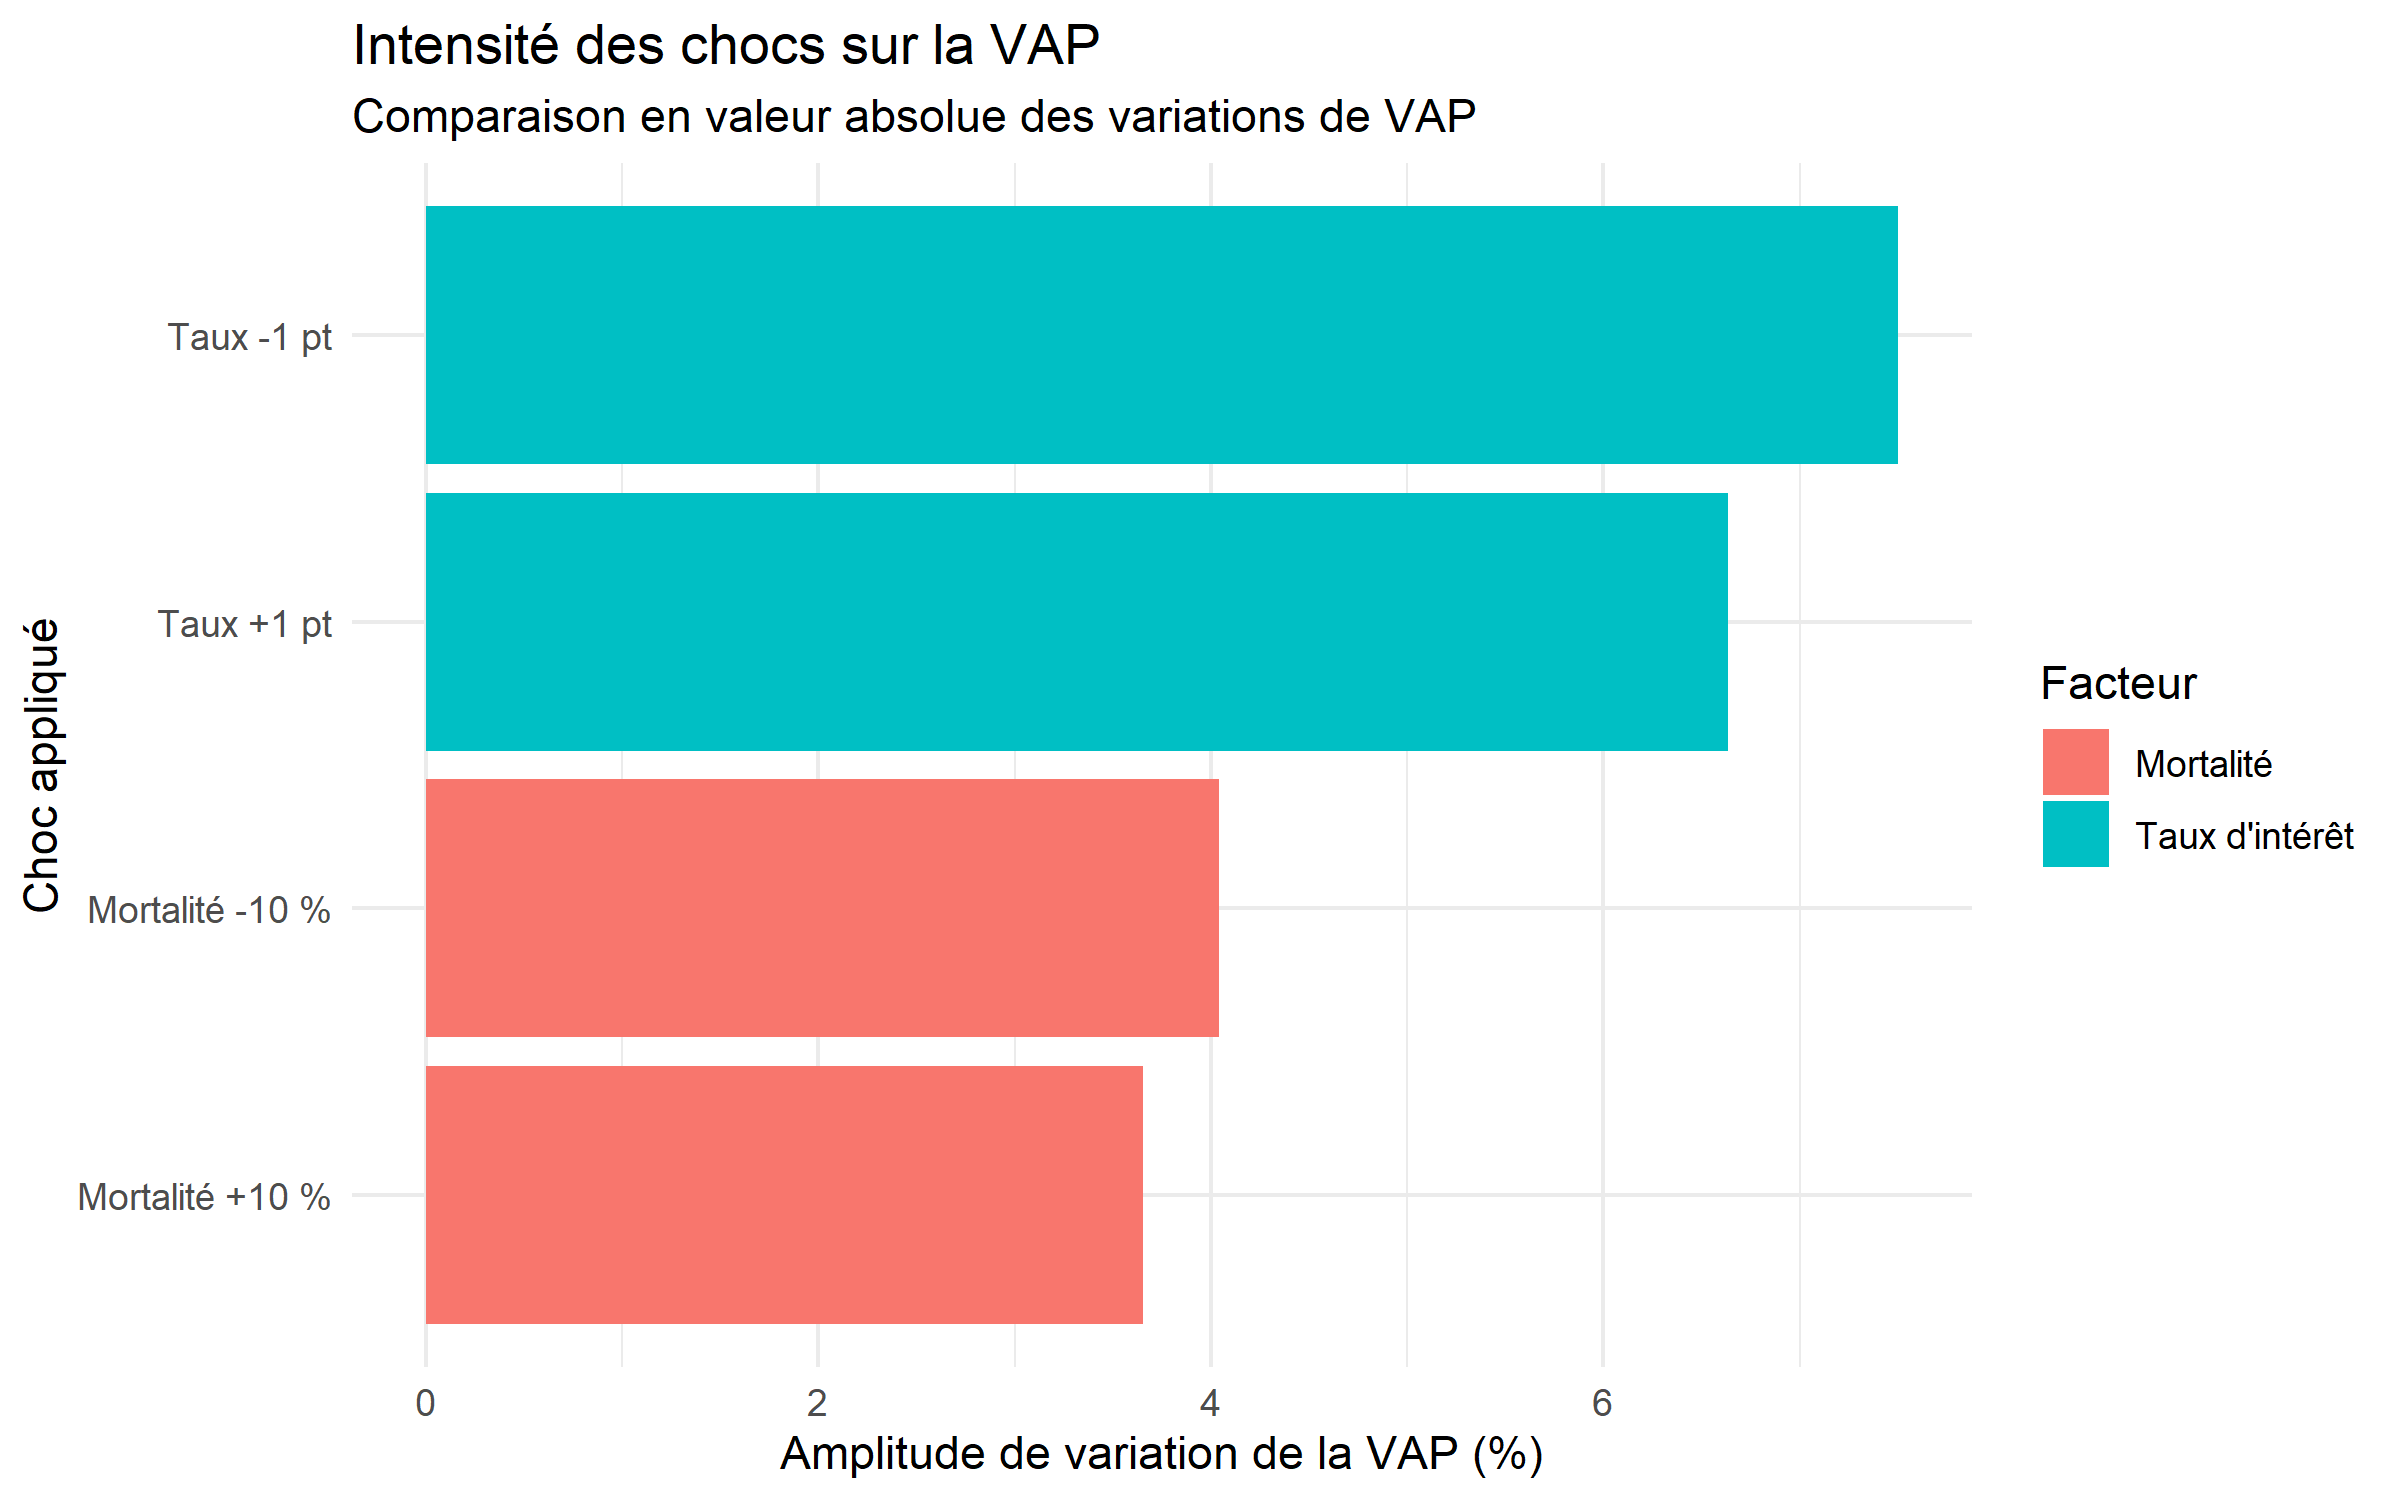 Intensité des chocs sur la VAP
Comparaison en valeur absolue des variations de VAP
Choc appliqué
Taux -1 pt
Taux +1 pt
Mortalité -10 %
Mortalité +10 %
0 2 4 6
Amplitude de variation de la VAP (%)
Facteur
Mortalité
Taux d'intérêt